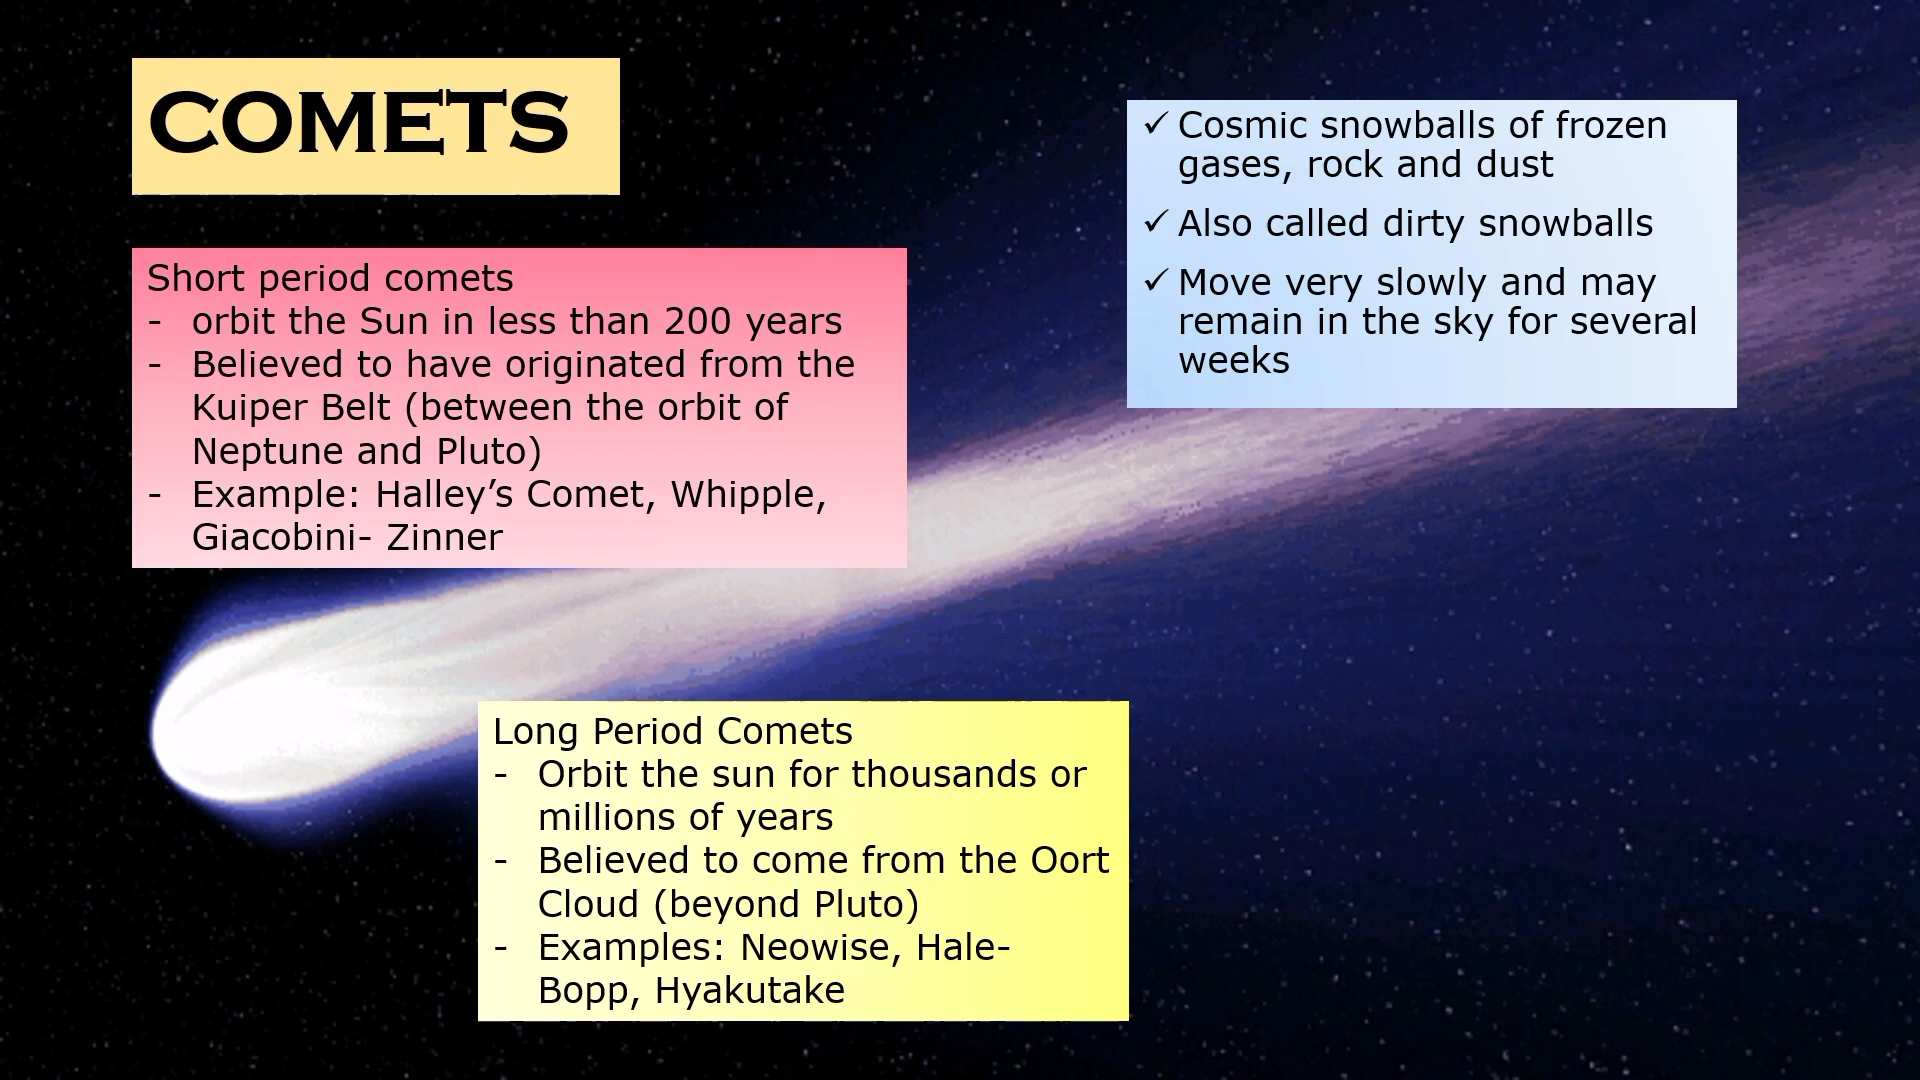 COMETS
Short period comets
- orbit the Sun in less than 200 years
- Believed to have originated from the
Kuiper Belt (between the orbit of
Neptune and Pluto)
- Example: Halley’s Comet, Whipple,
Giacobini- Zinner
✓ Cosmic snowballs of frozen
gases, rock and dust
✓ Also called dirty snowballs
✓ Move very slowly and may
remain in the sky for several
weeks
Long Period Comets
- Orbit the sun for thousands or
millions of years
- Believed to come from the Oort
Cloud (beyond Pluto)
- Examples: Neowise, Hale-
Bopp, Hyakutake